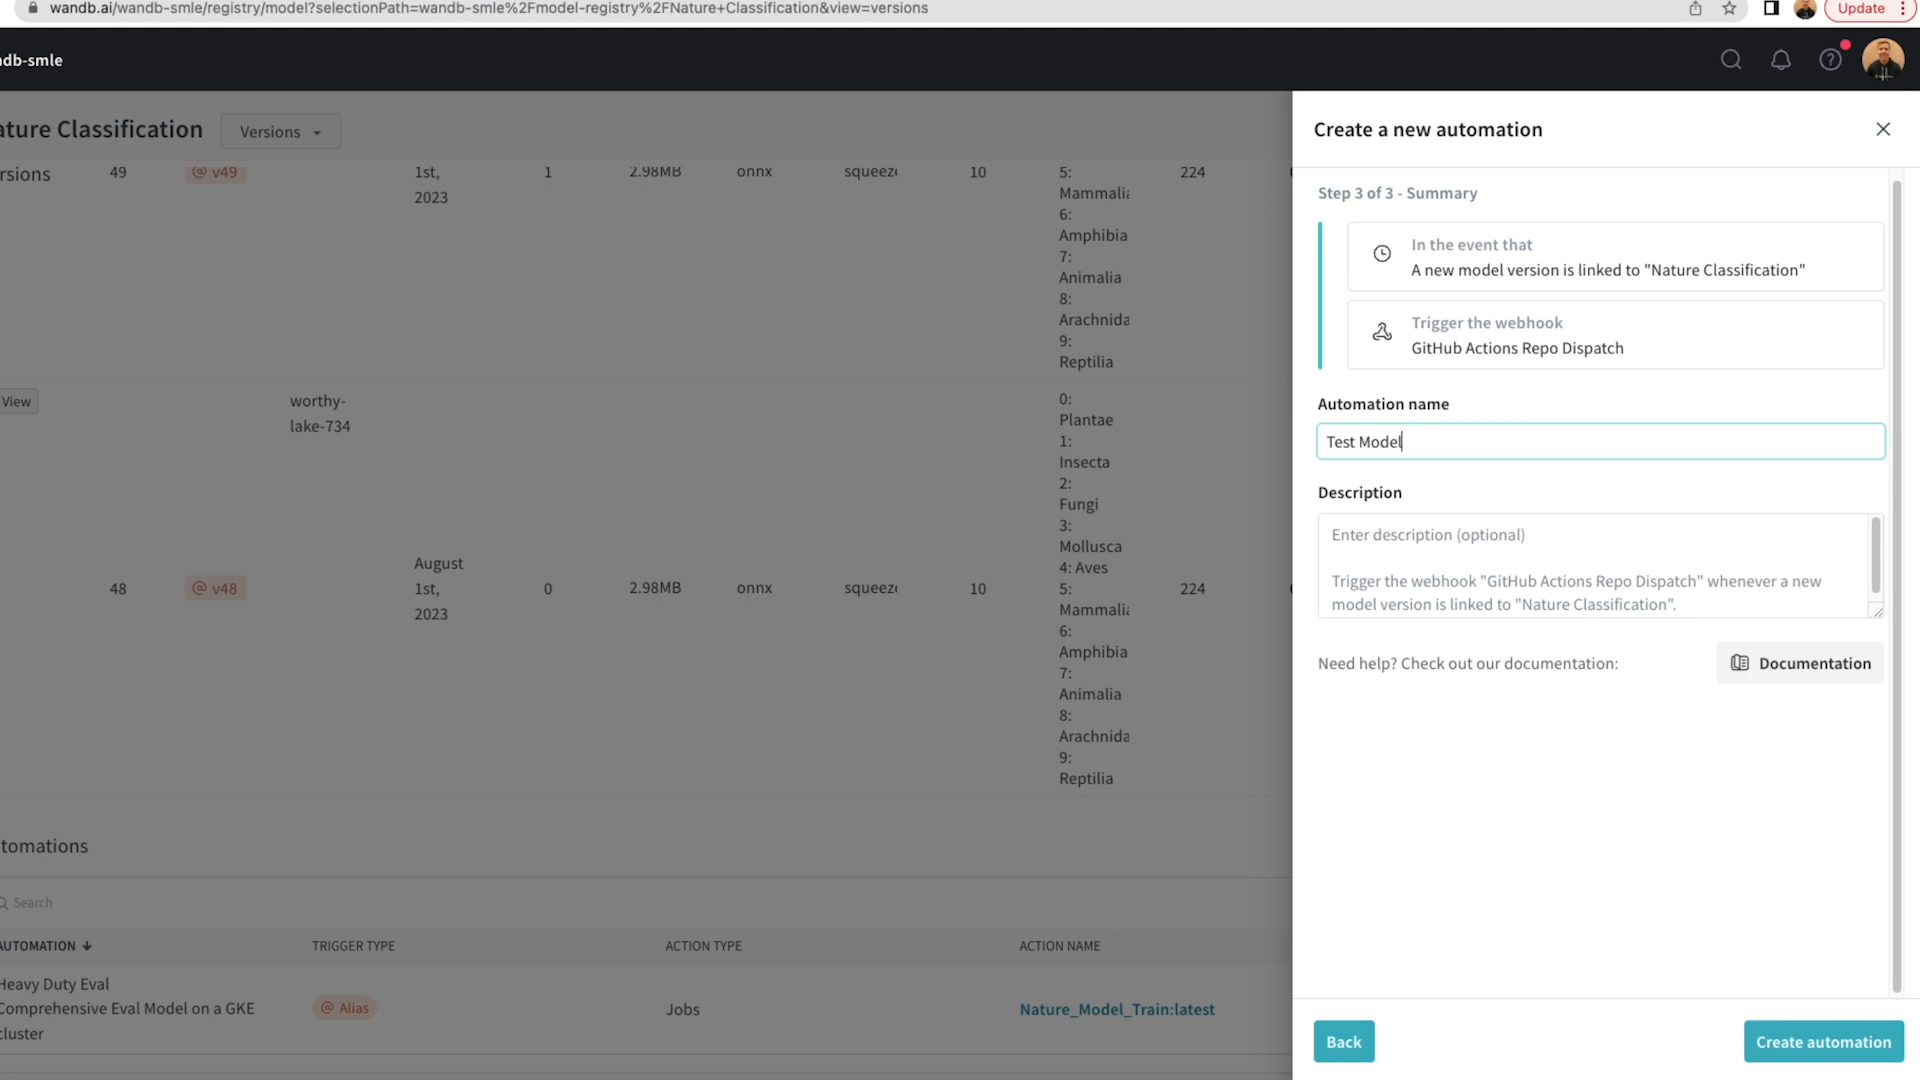 wandb.ai/wandb-smle/registry/model?selectionPath=wandb-smle%2Fmodel-registry%2FNature+Classification&view=versions
Update
db-smle
ture Classification
Versions
rsions
49
@ v49
1st,
2023
1
2.98MB
onnx
squeeze
10
5:
Mammalia
6:
Amphibia
7:
Animalia
8:
Arachnida
9:
Reptilia
224
View
worthy-
lake-734
48
@ v48
August
1st,
2023
0
2.98MB
onnx
squeeze
10
0:
Plantae
1:
Insecta
2:
Fungi
3:
Mollusca
4: Aves
5:
Mammalia
6:
Amphibia
7:
Animalia
8:
Arachnida
9:
Reptilia
224
tomations
Search
AUTOMATION
TRIGGER TYPE
ACTION TYPE
ACTION NAME
Heavy Duty Eval
Comprehensive Eval Model on a GKE
cluster
@ Alias
Jobs
Nature_Model_Train:latest
Create a new automation
Step 3 of 3 - Summary
In the event that
A new model version is linked to "Nature Classification"
Trigger the webhook
GitHub Actions Repo Dispatch
Automation name
Test Model
Description
Enter description (optional)
Trigger the webhook "GitHub Actions Repo Dispatch" whenever a new
model version is linked to "Nature Classification".
Need help? Check out our documentation:
Documentation
Back
Create automation